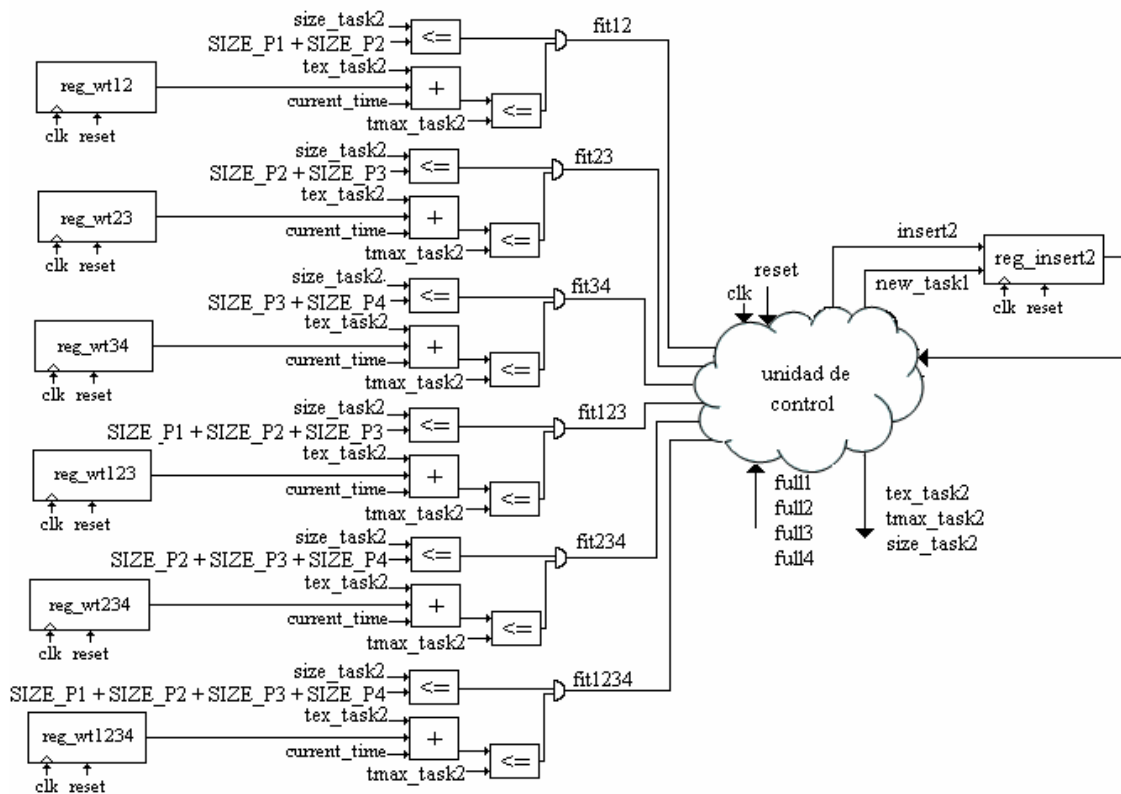 size_task2
SIZE_P1 + SIZE_P2
<=
fit12
tex_task2
reg_wt12
+
current_time
<=
tmax_task2
clk reset
size_task2
SIZE_P2 + SIZE_P3
<=
fit23
tex_task2
reg_wt23
+
current_time
<=
tmax_task2
clk reset
size_task2
SIZE_P3 + SIZE_P4
<=
fit34
tex_task2
reg_wt34
+
current_time
<=
tmax_task2
clk reset
size_task2
SIZE_P1 + SIZE_P2 + SIZE_P3
<=
fit123
tex_task2
reg_wt123
+
current_time
<=
tmax_task2
clk reset
size_task2
SIZE_P2 + SIZE_P3 + SIZE_P4
<=
fit234
tex_task2
reg_wt234
+
current_time
<=
tmax_task2
clk reset
size_task2
SIZE_P1 + SIZE_P2 + SIZE_P3 + SIZE_P4
<=
fit1234
tex_task2
reg_wt1234
+
current_time
<=
tmax_task2
clk reset
reset
clk
unidad de
control
insert2
new_task1
reg_insert2
clk reset
full1
full2
full3
full4
tex_task2
tmax_task2
size_task2